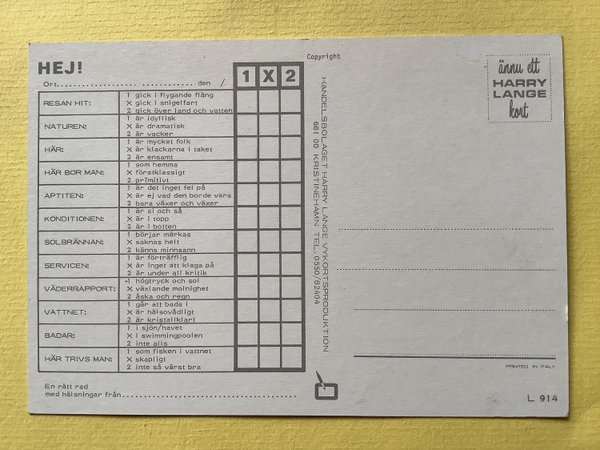 HEJ!
Ort, den /
1 X 2
RESAN HIT:
1 gick i flygande fläng
X gick i snigelfart
2 gick över land och vatten
NATUREN:
1 är idyllisk
X är dramatisk
2 är vacker
HÄR:
1 är mycket folk
X är klackarna i taket
2 är ensamt
HÄR BOR MAN:
1 som hemma
X förstklassigt
2 primitivt
APTITEN:
1 är det inget fel på
X är ej vad den borde vara
2 bara växer och växer
KONDITIONEN:
1 är si och så
X är i topp
2 är i botten
SOLBRÄNNAN:
1 börjar märkas
X saknas helt
2 känns minnsann
SERVICEN:
1 är förträfflig
X är inget att klaga på
2 är under all kritik
VÄDERRAPPORT:
1 högtryck och sol
X växlande molnighet
2 åska och regn
VATTNET:
1 går att bada i
X är hälsovådligt
2 är kristallklart
BADAR:
1 i sjön/havet
X i swimmingpoolen
2 inte alls
HÄR TRIVS MAN:
1 som fisken i vattnet
X skapligt
2 inte så värst bra
En rätt rad
med hälsningar från
Copyright
HANDELSBOLAGET HARRY LANGE VYKORTSPRODUKTION
681 00 KRISTINEHAMN TEL. 0550/82404
ännu ett
HARRY
LANGE
kort
PRINTED IN ITALY
L 914